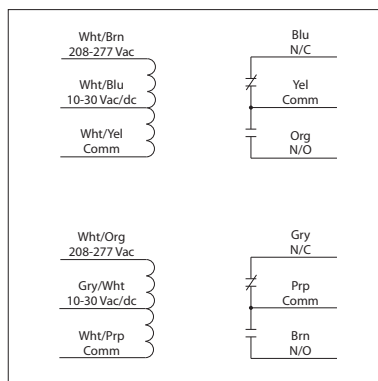 Wht/Brn
208-277 Vac
Wht/Blu
10-30 Vac/dc
Wht/Yel
Comm
Blu
N/C
Yel
Comm
Org
N/O
Wht/Org
208-277 Vac
Gry/Wht
10-30 Vac/dc
Wht/Prp
Comm
Gry
N/C
Prp
Comm
Brn
N/O